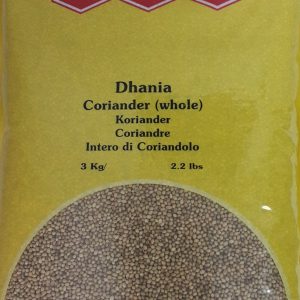 Dhania
Coriander (whole)
Koriander
Coriandre
Intero di Coriandolo
3 Kg/ 2.2 lbs